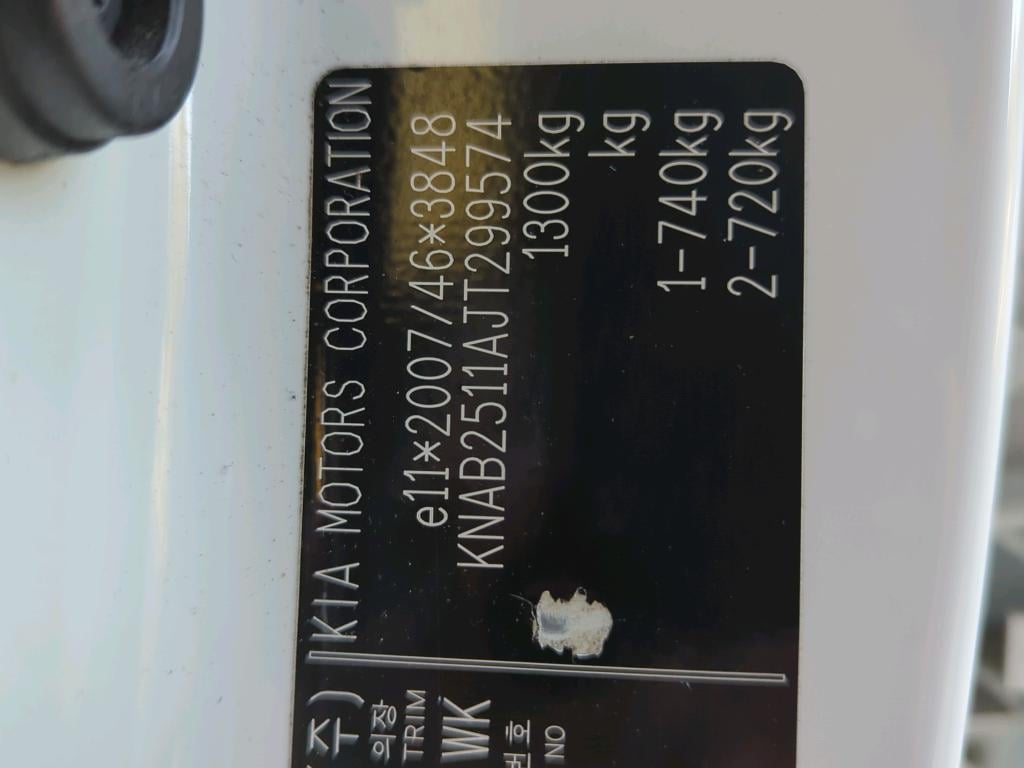 KIA MOTORS CORPORATION
e11*2007/46*3848
KNAB2511AJT299574
1300kg
kg
1-740kg
2-720kg
주)
의장
TRIM
WK
번호
NO